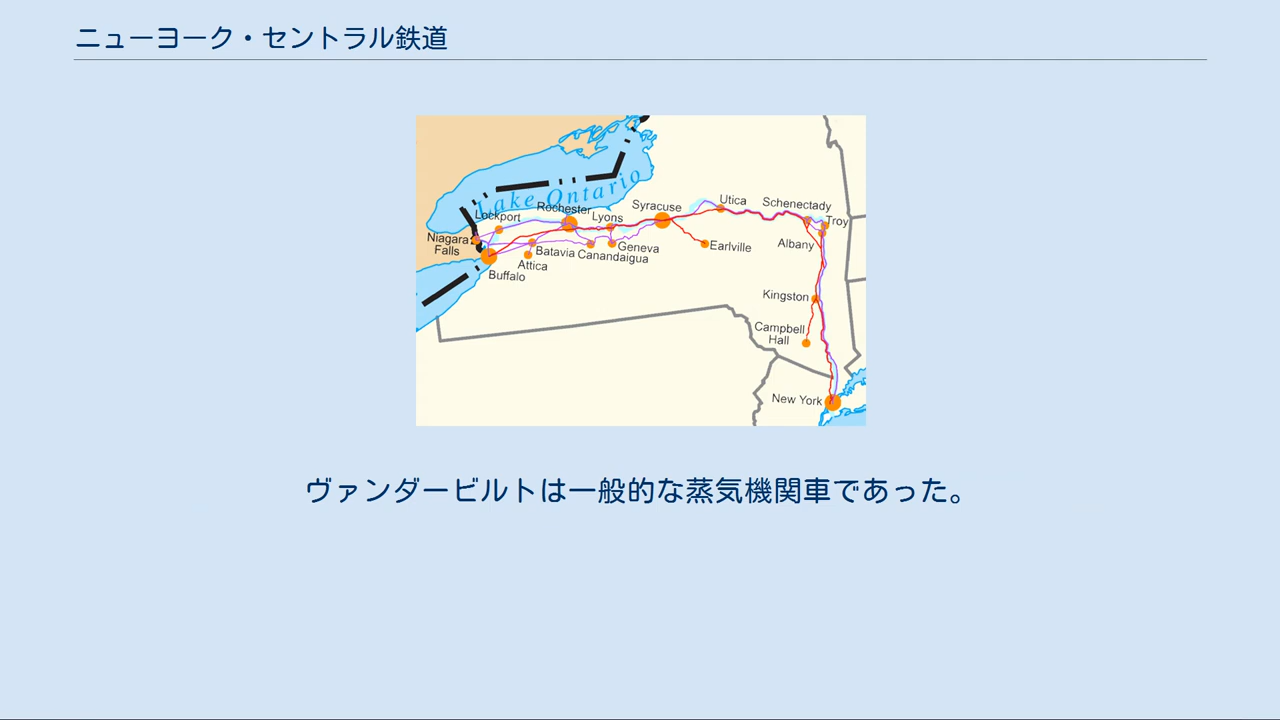 ニューヨーク・セントラル鉄道
Lake Ontario
Rochester
Syracuse
Utica
Schenectady
Lockport
Lyons
Troy
Niagara
Falls
Batavia
Canandaigua
Geneva
Earlville
Albany
Attica
Buffalo
Kingston
Campbell
Hall
New York
ヴァンダービルトは一般的な蒸気機関車であった。